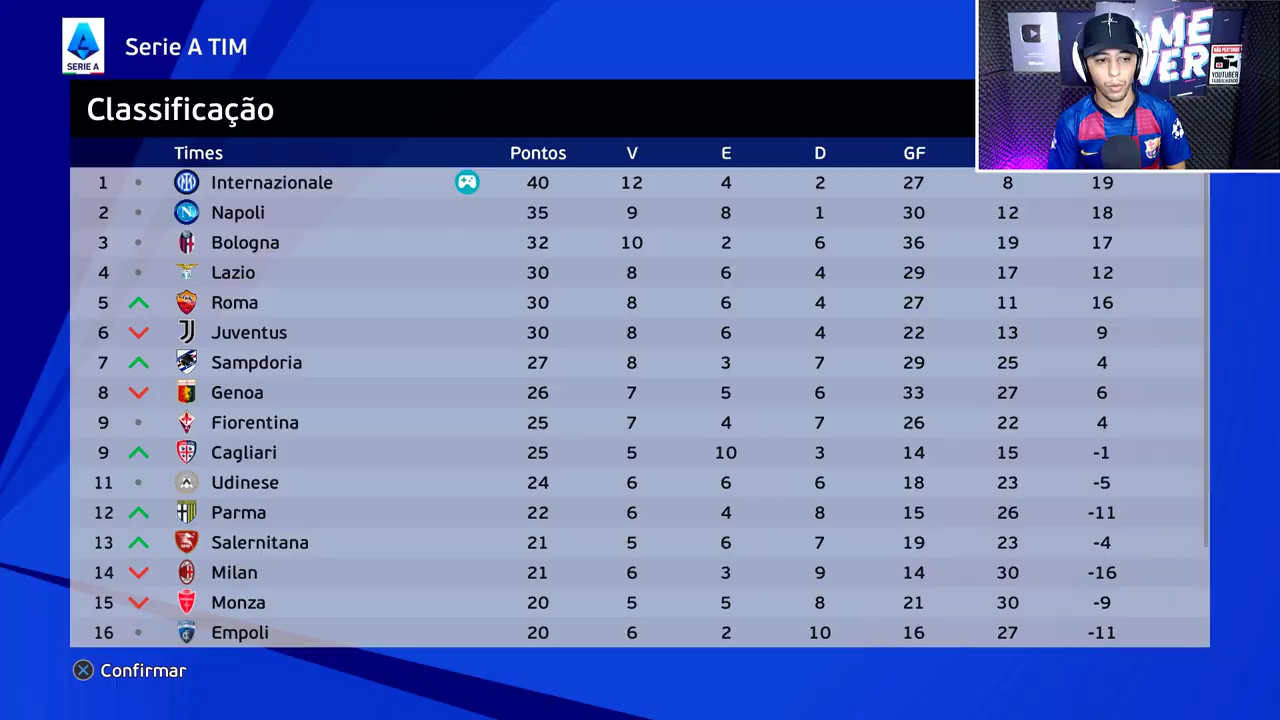 SERIE A
Serie A TIM
Classificação
Times Pontos V E D GF
1 Internazionale 40 12 4 2 27 8 19
2 Napoli 35 9 8 1 30 12 18
3 Bologna 32 10 2 6 36 19 17
4 Lazio 30 8 6 4 29 17 12
5 Roma 30 8 6 4 27 11 16
6 Juventus 30 8 6 4 22 13 9
7 Sampdoria 27 8 3 7 29 25 4
8 Genoa 26 7 5 6 33 27 6
9 Fiorentina 25 7 4 7 26 22 4
9 Cagliari 25 5 10 3 14 15 -1
11 Udinese 24 6 6 6 18 23 -5
12 Parma 22 6 4 8 15 26 -11
13 Salernitana 21 5 6 7 19 23 -4
14 Milan 21 6 3 9 14 30 -16
15 Monza 20 5 5 8 21 30 -9
16 Empoli 20 6 2 10 16 27 -11
Confirmar
NÃO PERTURBE
YOUTUBER
TRABALHANDO